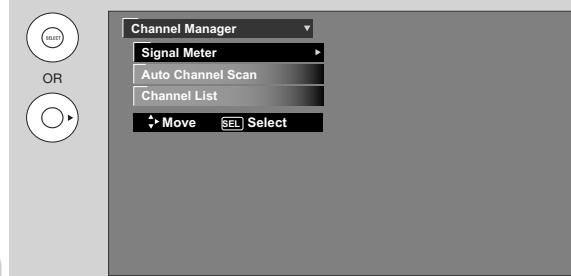 SELECT
OR
Channel Manager
Signal Meter
Auto Channel Scan
Channel List
Move SEL Select